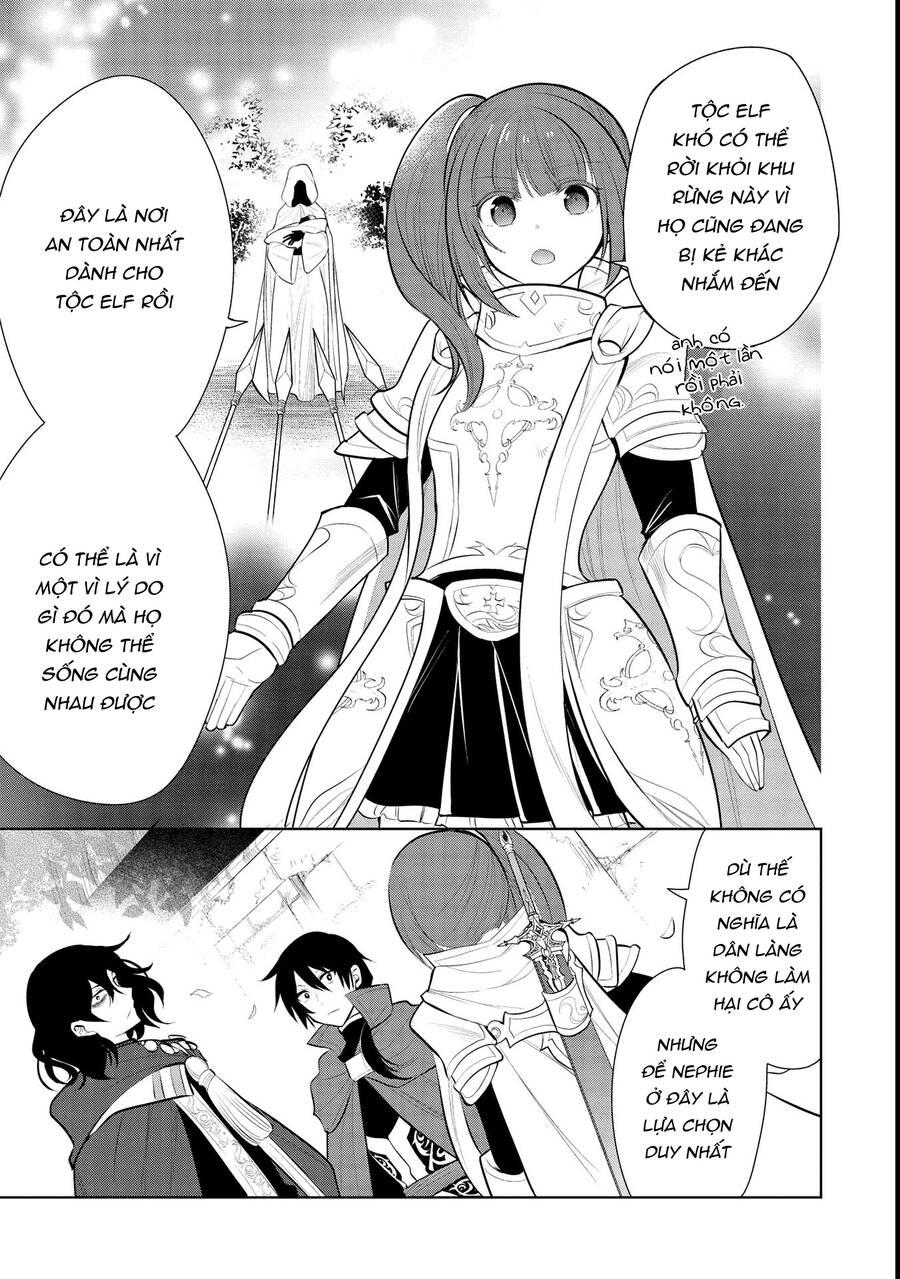 TỘC ELF
KHÓ CÓ THỂ
RỜI KHỎI KHU
RỪNG NÀY VÌ
HỌ CŨNG ĐANG
BỊ KẺ KHÁC
NHẮM ĐẾN
ảnh có
nói một lần
rồi phải
không.
ĐÂY LÀ NƠI
AN TOÀN NHẤT
DÀNH CHO
TỘC ELF RỒI
CÓ THỂ LÀ VÌ
MỘT VÌ LÝ DO
GÌ ĐÓ MÀ HỌ
KHÔNG THỂ
SỐNG CÙNG
NHAU ĐƯỢC
DÙ THẾ
KHÔNG CÓ
NGHĨA LÀ
DÂN LÀNG
KHÔNG LÀM
HẠI CÔ ẤY
NHƯNG
ĐỂ NEPHIE
Ở ĐÂY LÀ
LỰA CHỌN
DUY NHẤT